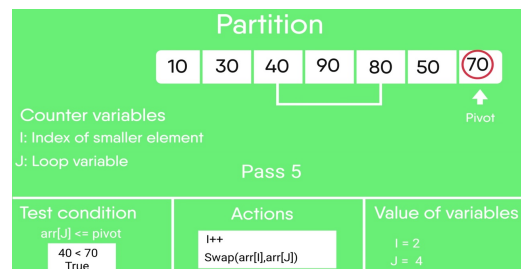 Partition
10 30 40 90 80 50 70
Pivot
Counter variables
I: Index of smaller element
J: Loop variable
Pass 5
Test condition
arr[J] <= pivot
40 < 70
True
Actions
I++
Swap(arr[I],arr[J])
Value of variables
I = 2
J = 4